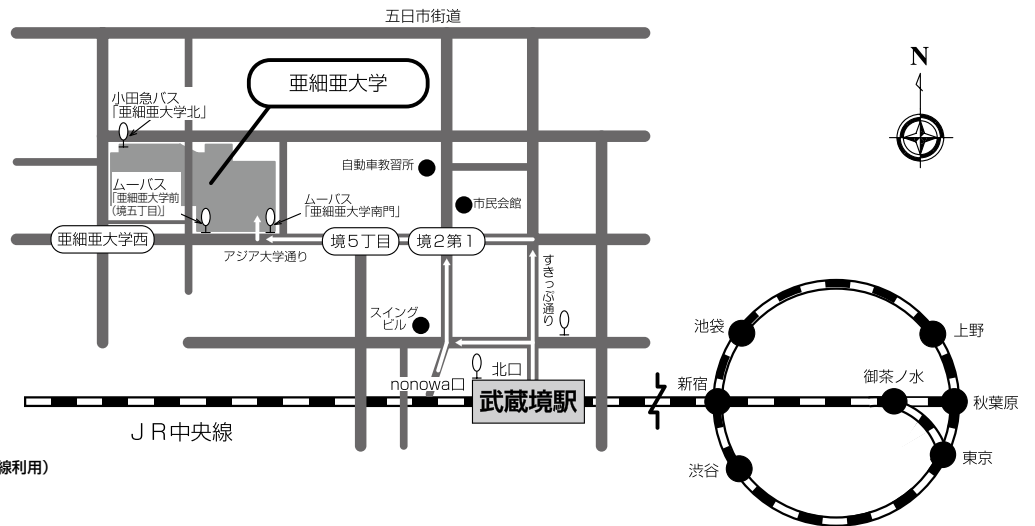 五日市街道
N
亜細亜大学
小田急バス
「亜細亜大学北」
自動車教習所
ムーバス
「亜細亜大学前
（境五丁目）」
ムーバス
「亜細亜大学南門」
市民会館
亜細亜大学西
境5丁目
境2第1
アジア大学通り
すきっぷ通り
スイング
ビル
池袋
上野
北口
nonowa口
武蔵境駅
新宿
御茶ノ水
秋葉原
ＪＲ中央線
渋谷
東京
線利用）